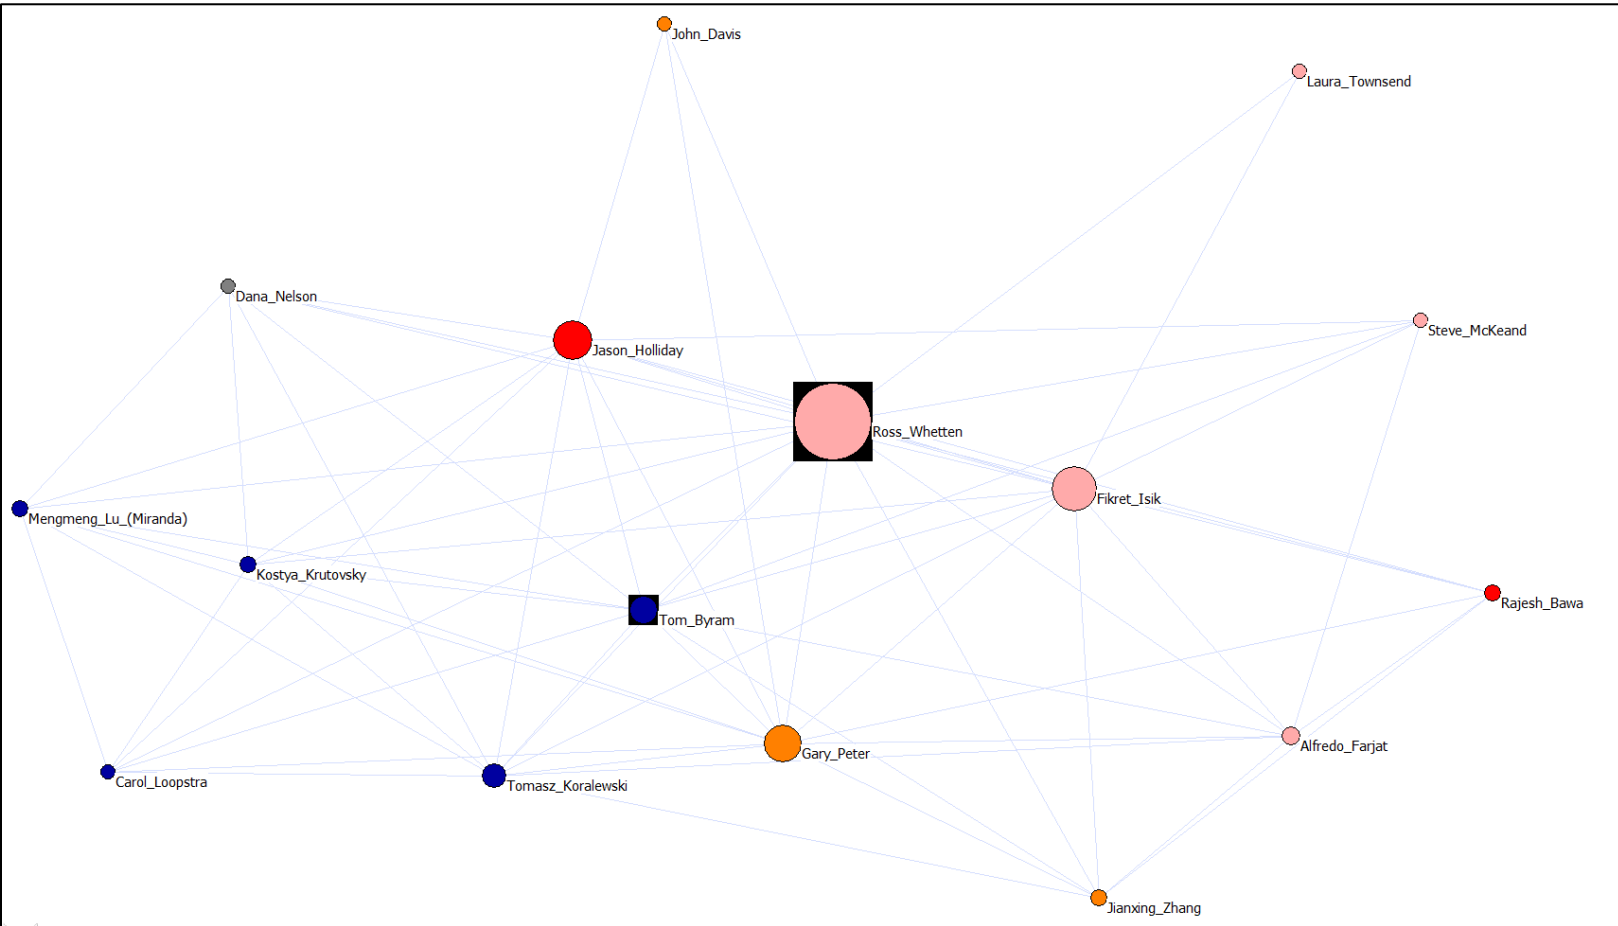 John_Davis
Laura_Townsend
Dana_Nelson
Steve_McKeand
Jason_Holliday
Ross_Whetten
Fikret_Isik
Mengmeng_Lu_(Miranda)
Kostya_Krutovsky
Rajesh_Bawa
Tom_Byram
Alfredo_Farjat
Gary_Peter
Carol_Loopstra
Tomasz_Koralewski
Jianxing_Zhang